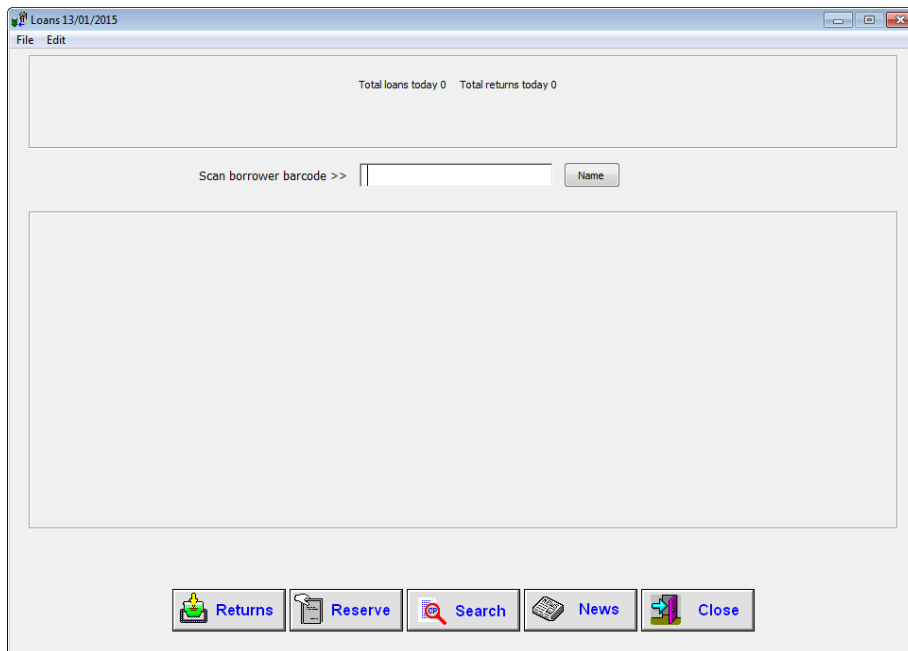 Loans 13/01/2015
File Edit
Total loans today 0 Total returns today 0
Scan borrower barcode >> Name
Returns Reserve CP Search News Close